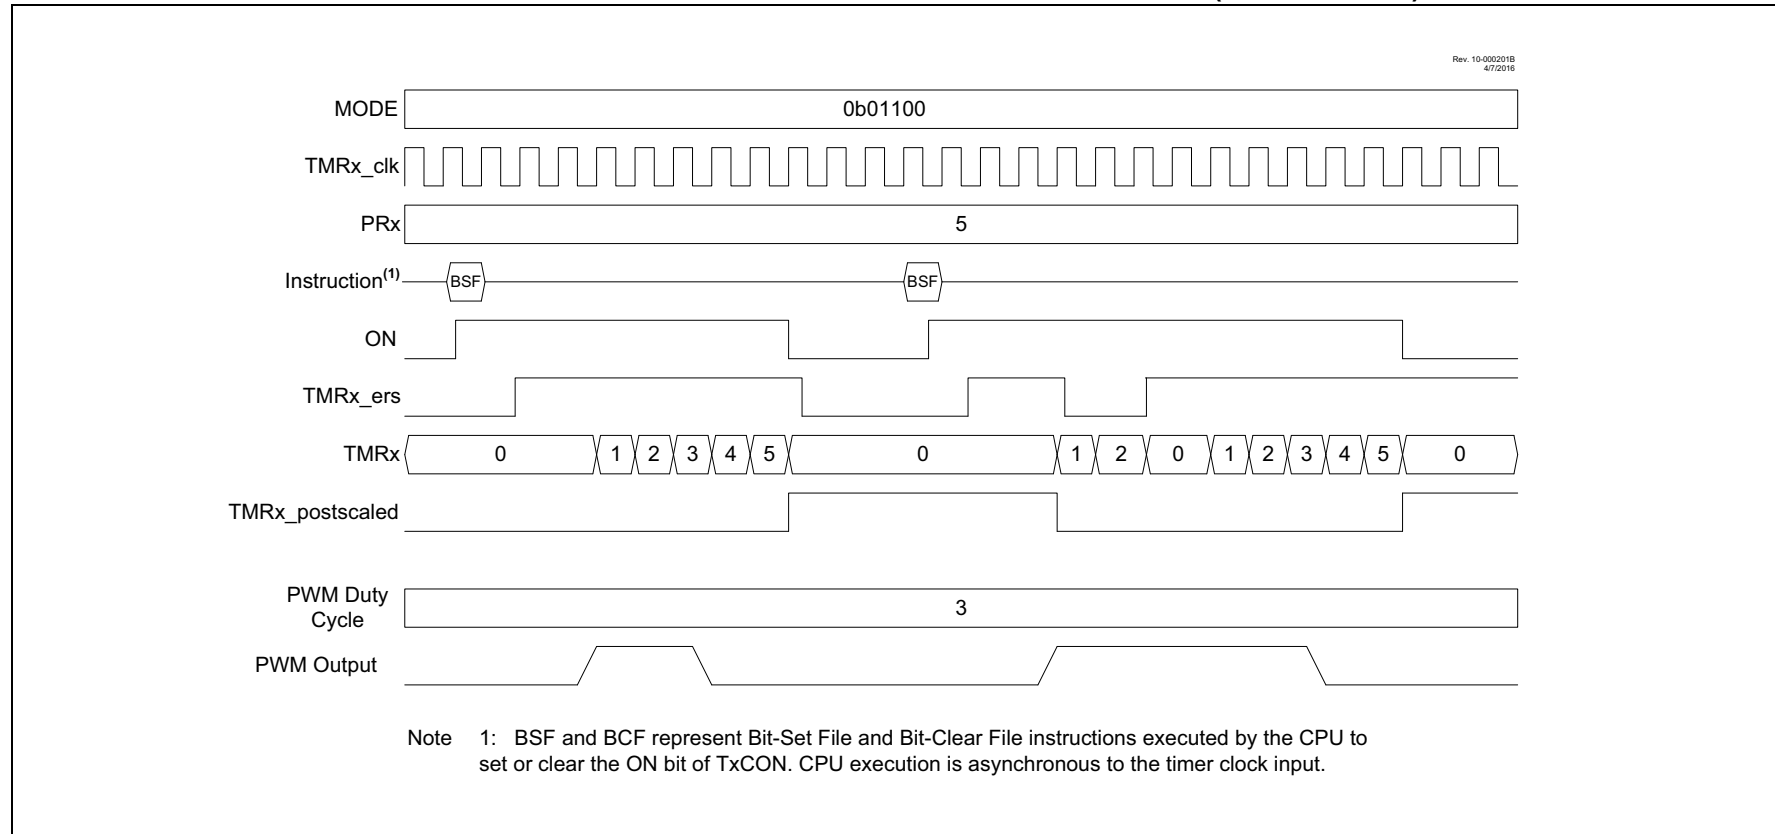 Rev. 10-000201B
4/7/2016
MODE 0b01100
TMRx_clk
PRx 5
Instruction(1) BSF BSF
ON
TMRx_ers
TMRx 0 1 2 3 4 5 0 1 2 0 1 2 3 4 5 0
TMRx_postscaled
PWM Duty
Cycle 3
PWM Output
Note 1: BSF and BCF represent Bit-Set File and Bit-Clear File instructions executed by the CPU to
set or clear the ON bit of TxCON. CPU execution is asynchronous to the timer clock input.